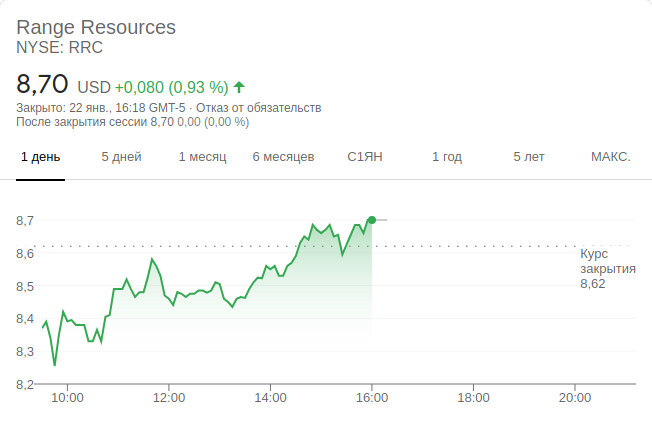 Range Resources
NYSE: RRC
8,70 USD +0,080 (0,93 %)
Закрыто: 22 янв., 16:18 GMT-5 · Отказ от обязательств
После закрытия сессии 8,70 0,00 (0,00 %)
1 день 5 дней 1 месяц 6 месяцев С1ЯН 1 год 5 лет МАКС.
8,7
8,6
Курс
закрытия
8,62
8,5
8,4
8,3
8,2
10:00 12:00 14:00 16:00 18:00 20:00